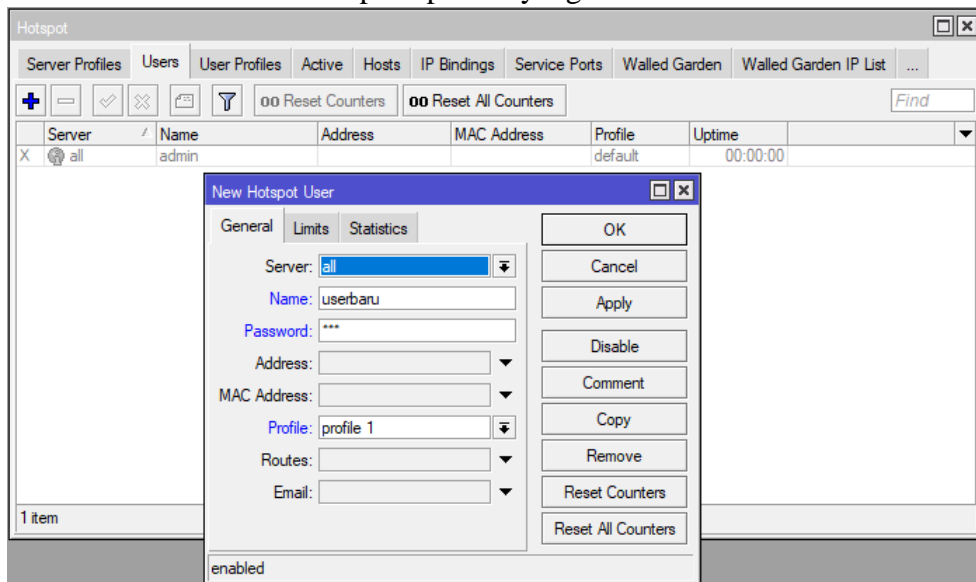 Hotspot
Server Profiles Users User Profiles Active Hosts IP Bindings Service Ports Walled Garden Walled Garden IP List ...
00 Reset Counters 00 Reset All Counters Find
Server Name Address MAC Address Profile Uptime
X all admin default 00:00:00
New Hotspot User
General Limits Statistics
OK
Server: all
Cancel
Name: userbaru
Apply
Password: ***
Disable
Address:
Comment
MAC Address:
Copy
Profile: profile 1
Remove
Routes:
Reset Counters
Email:
Reset All Counters
1 item
enabled